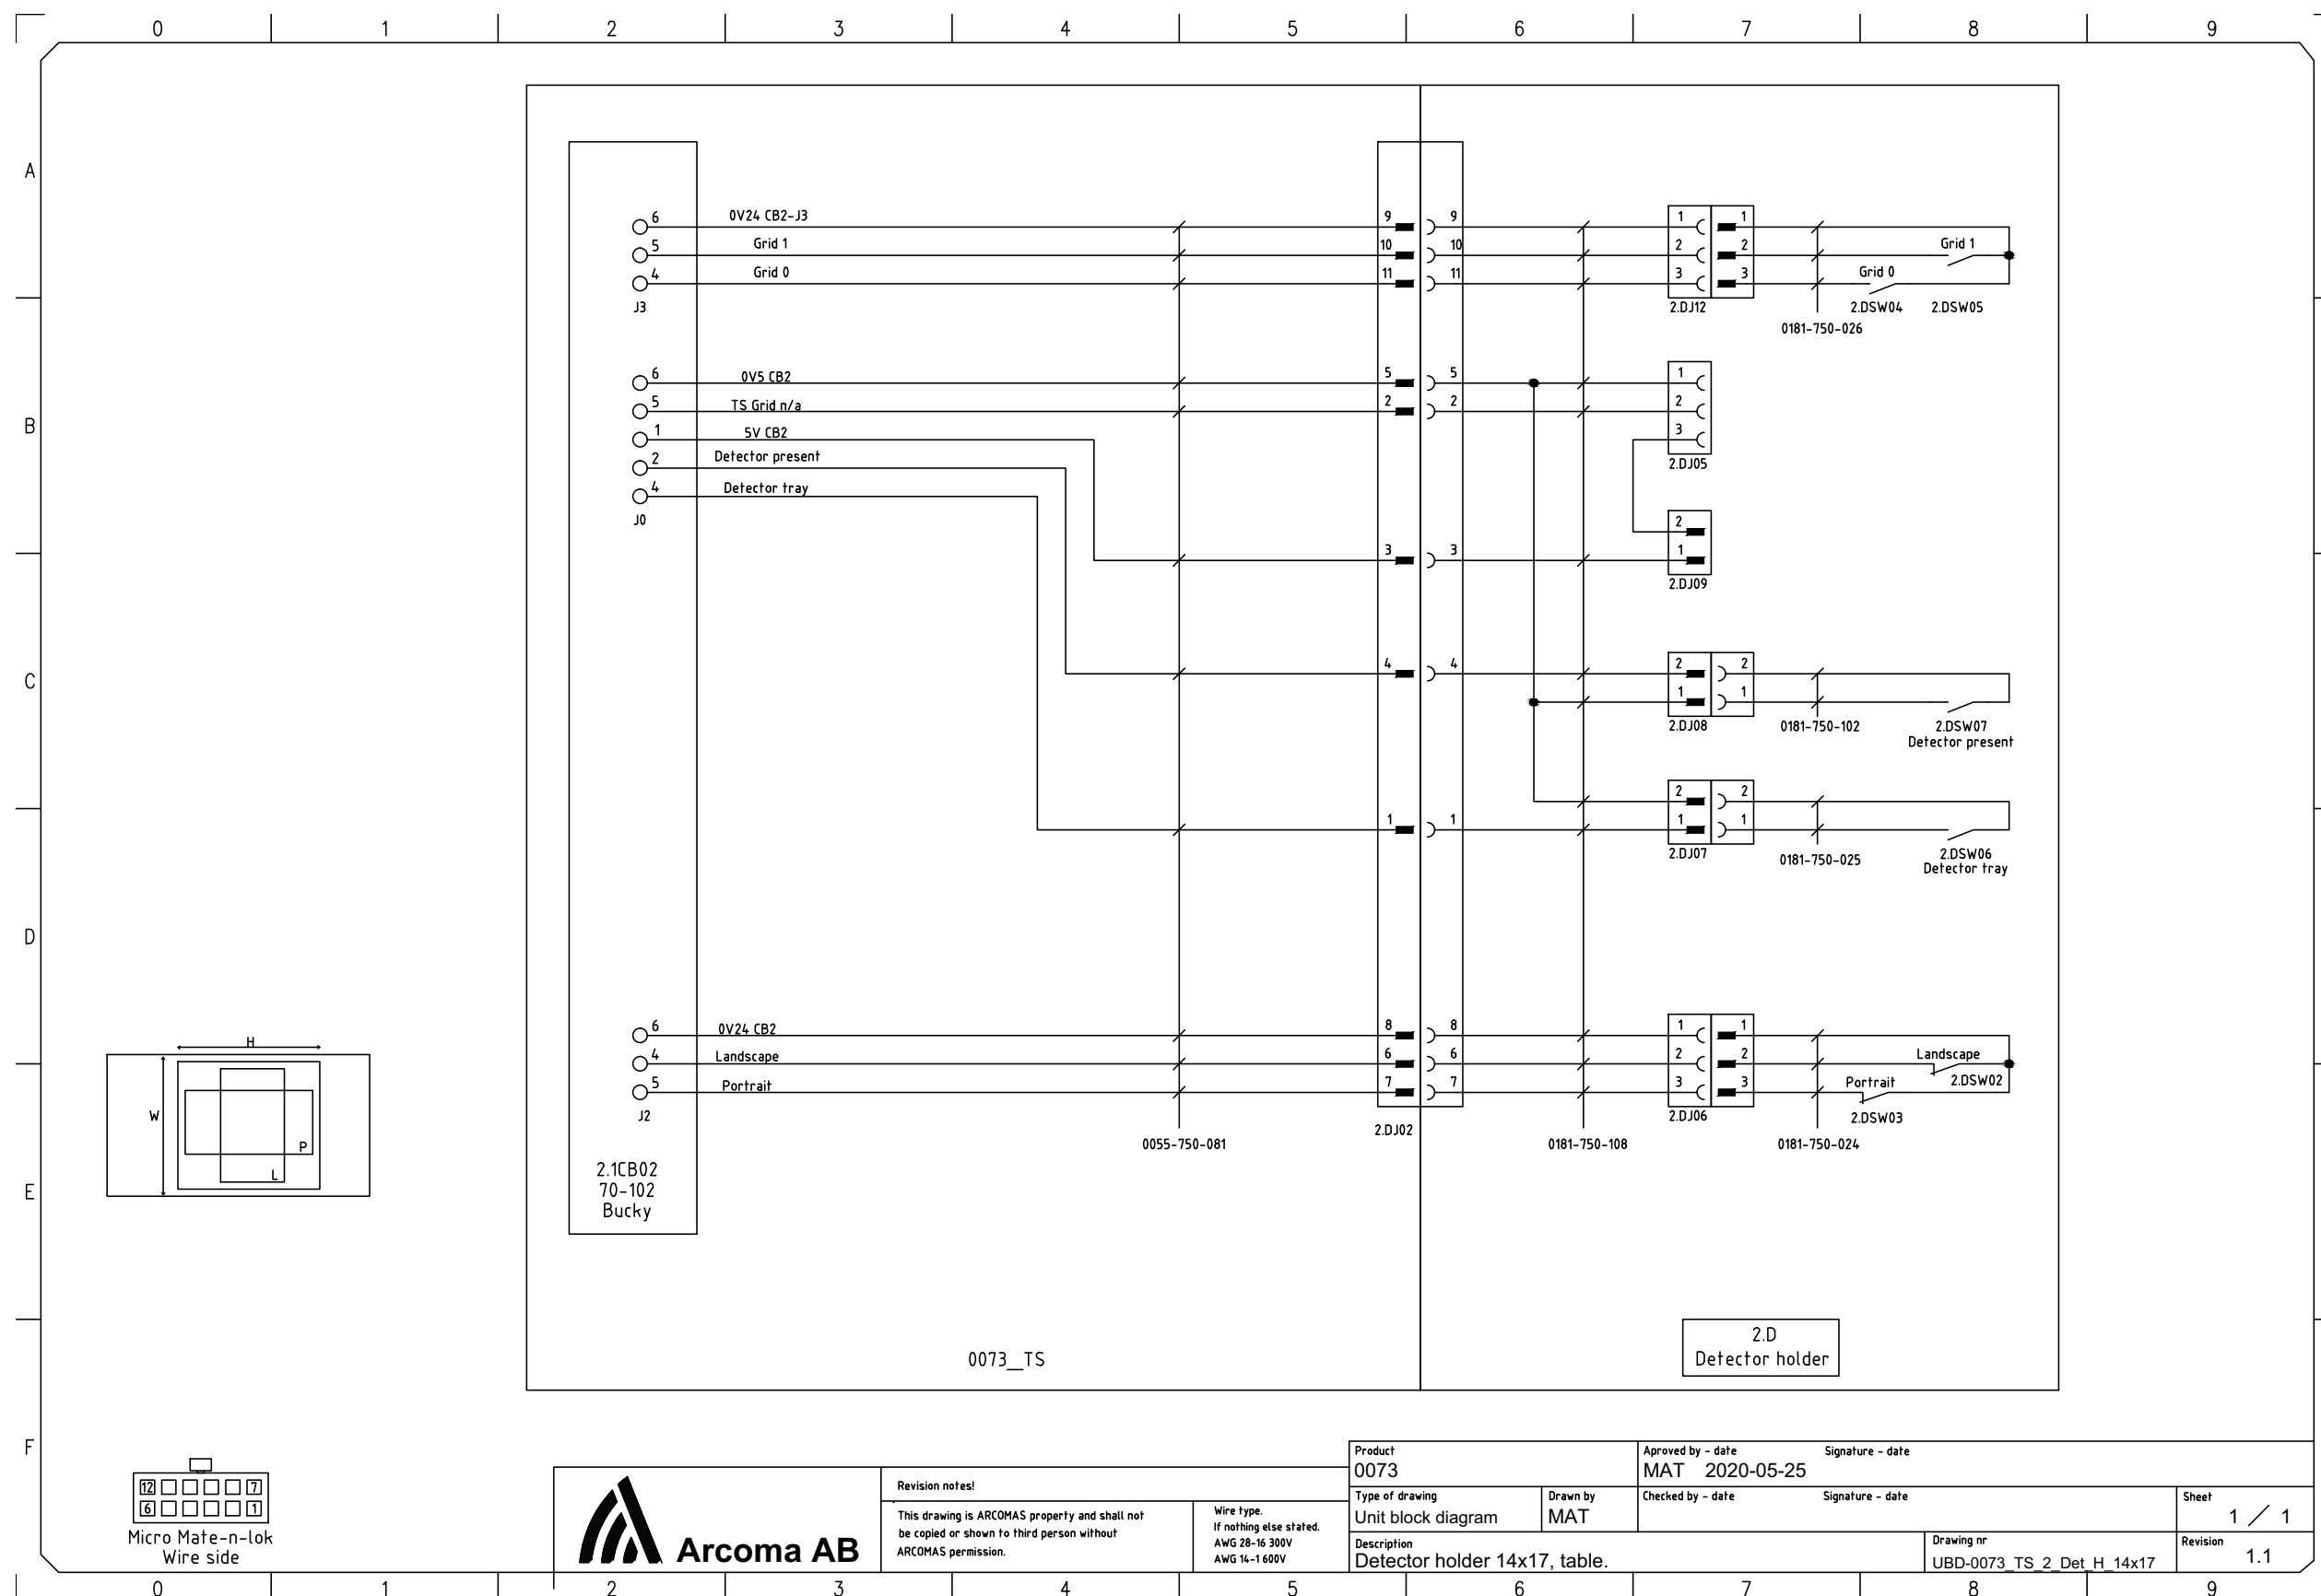 0 1 2 3 4 5 6 7 8 9
A
B
C
D
E
F
6 0V24 CB2-J3 9 9 1 1
5 Grid 1 10 10 2 2 Grid 1
4 Grid 0 11 11 3 3 Grid 0
J3 2.DJ12 2.DSW04 2.DSW05
0181-750-026
6 0V5 CB2 5 5 1
5 TS Grid n/a 2 2 2
1 5V CB2 3
2 Detector present 2.DJ05
4 Detector tray
J0
2
3 3 1
2.DJ09
4 4 2 2
1 1
2.DJ08 0181-750-102 2.DSW07
Detector present
2 2
1 1 1 1
2.DJ07 0181-750-025 2.DSW06
Detector tray
6 0V24 CB2 8 8 1 1
4 Landscape 6 6 2 2 Landscape
2.DSW02
5 Portrait 7 7 3 3 Portrait
J2 2.DJ06 2.DSW03
2.DJ02
0055-750-081 0181-750-108 0181-750-024
H
W
P
L
2.1CB02
70-102
Bucky
0073_TS
2.D
Detector holder
12 7
6 1
Micro Mate-n-lok
Wire side
Arcoma AB
Revision notes!
This drawing is ARCOMAS property and shall not
be copied or shown to third person without
ARCOMAS permission.
Wire type.
If nothing else stated.
AWG 28-16 300V
AWG 14-1 600V
Product
0073
Aproved by - date Signature - date
MAT 2020-05-25
Type of drawing
Unit block diagram
Drawn by
MAT
Checked by - date Signature - date
Sheet
1 / 1
Description
Detector holder 14x17, table.
Drawing nr
UBD-0073_TS_2_Det_H_14x17
Revision
1.1
0 1 2 3 4 5 6 7 8 9